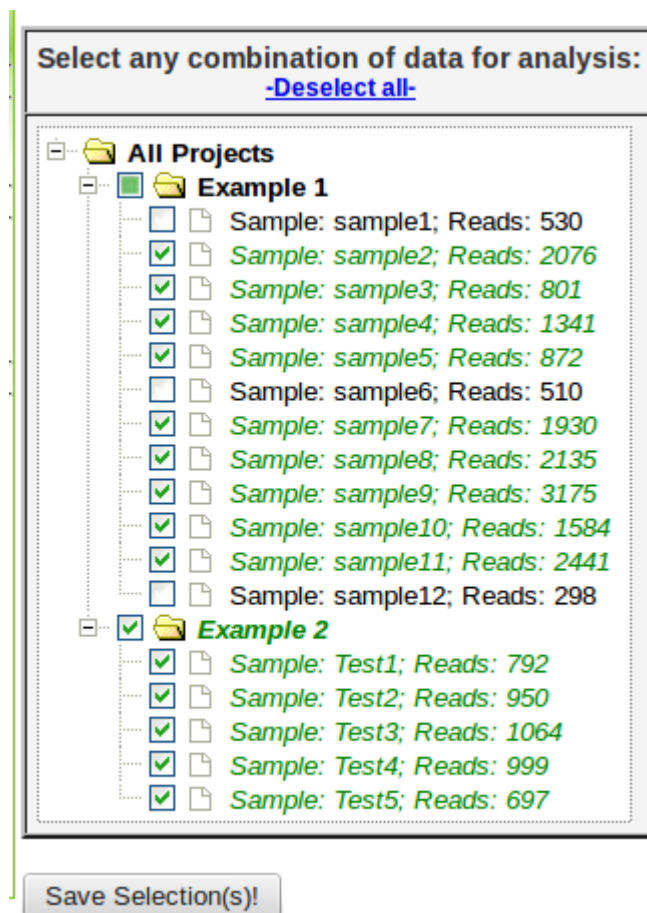 Select any combination of data for analysis:
-Deselect all-
All Projects
Example 1
Sample: sample1; Reads: 530
Sample: sample2; Reads: 2076
Sample: sample3; Reads: 801
Sample: sample4; Reads: 1341
Sample: sample5; Reads: 872
Sample: sample6; Reads: 510
Sample: sample7; Reads: 1930
Sample: sample8; Reads: 2135
Sample: sample9; Reads: 3175
Sample: sample10; Reads: 1584
Sample: sample11; Reads: 2441
Sample: sample12; Reads: 298
Example 2
Sample: Test1; Reads: 792
Sample: Test2; Reads: 950
Sample: Test3; Reads: 1064
Sample: Test4; Reads: 999
Sample: Test5; Reads: 697
Save Selection(s)!